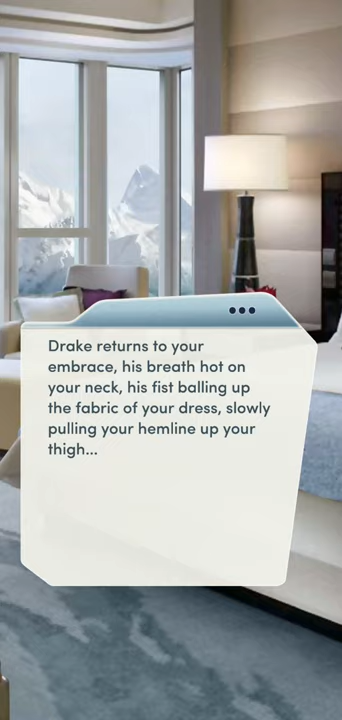 Drake returns to your
embrace, his breath hot on
your neck, his fist balling up
the fabric of your dress, slowly
pulling your hemline up your
thigh...